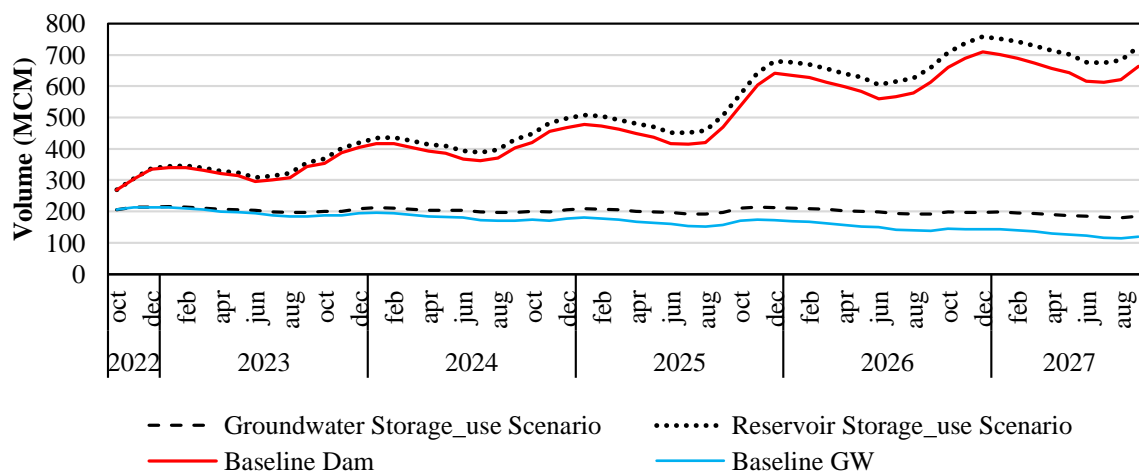 Volume (MCM)
800
700
600
500
400
300
200
100
0
oct dec feb apr jun aug oct dec feb apr jun aug oct dec feb apr jun aug oct dec feb apr jun aug oct dec feb apr jun aug
2022 2023 2024 2025 2026 2027
Groundwater Storage_use Scenario Reservoir Storage_use Scenario
Baseline Dam Baseline GW